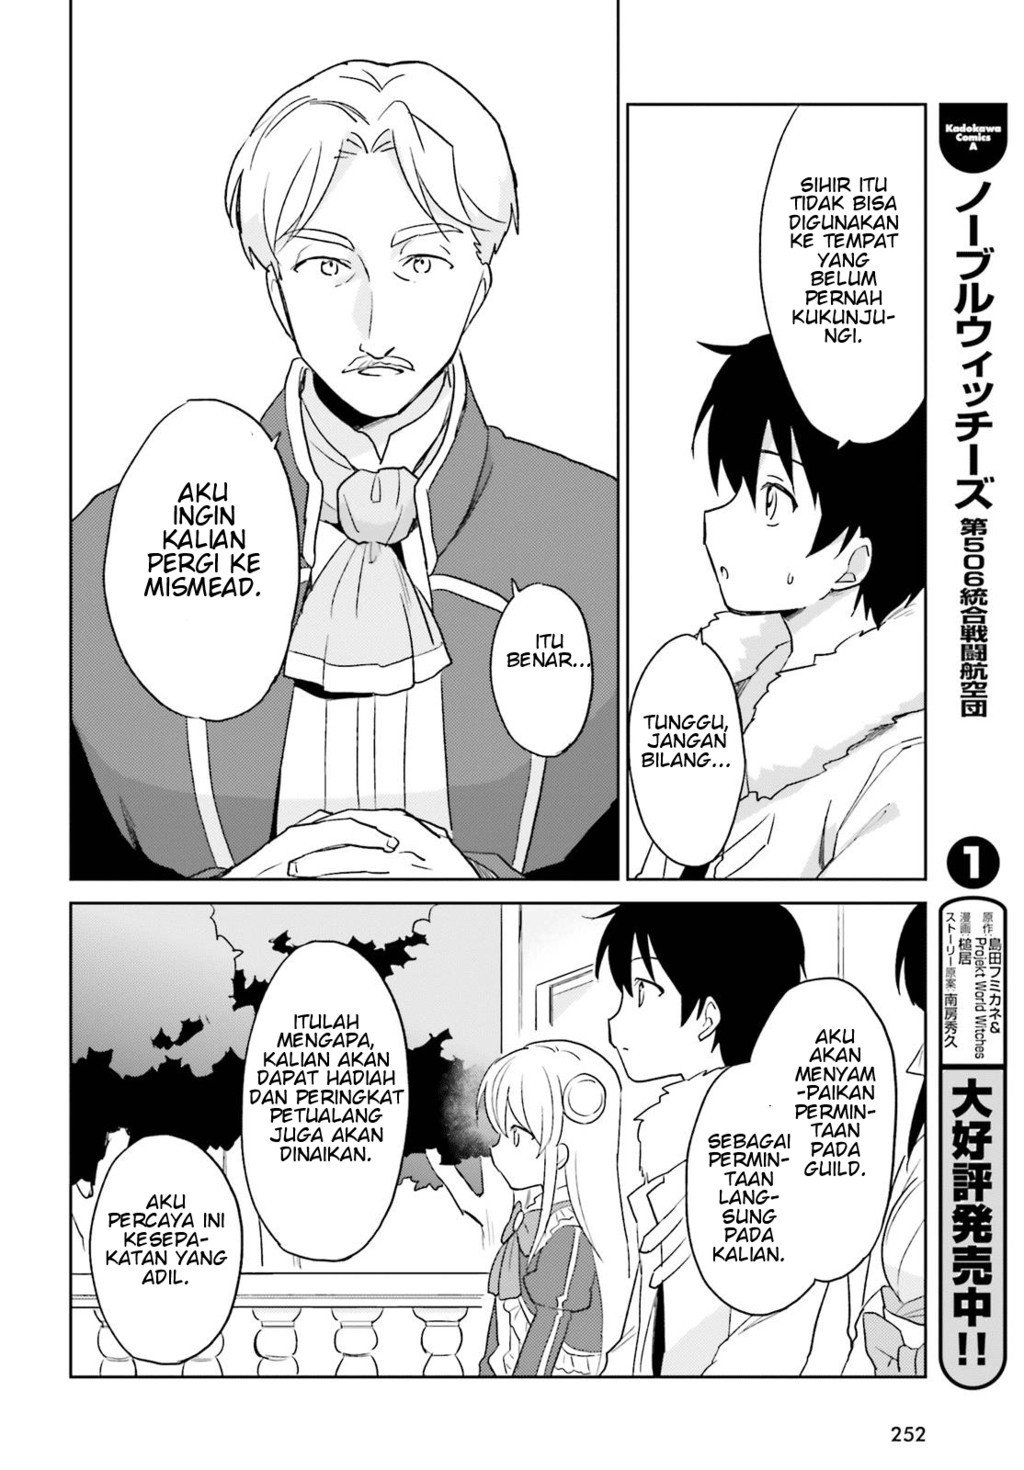 SIHIR ITU
TIDAK BISA
DIGUNAKAN
KE TEMPAT
YANG
BELUM
PERNAH
KUKUNJU-
NGI.
TUNGGU,
JANGAN
BILANG...
ITU
BENAR...
AKU
INGIN
KALIAN
PERGI KE
MISMEAD.
AKU
AKAN
MENYAM
-PAIKAN
PERMIN-
TAAN
PADA
GUILD.
SEBAGAI
PERMIN-
TAAN
LANG-
SUNG
PADA
KALIAN.
ITULAH
MENGAPA,
KALIAN AKAN
DAPAT HADIAH
DAN PERINGKAT
PETUALANG
JUGA AKAN
DINAIKAN.
AKU
PERCAYA INI
KESEPA-
KATAN YANG
ADIL.
Kadokawa
Comics
A
ノーブルウィッチーズ
第506統合戦闘航空団
1
原作:島田フミカネ&
Projekt World Witches
漫画:槌居
ストーリー原案:南房秀久
大好評発売中!!
252